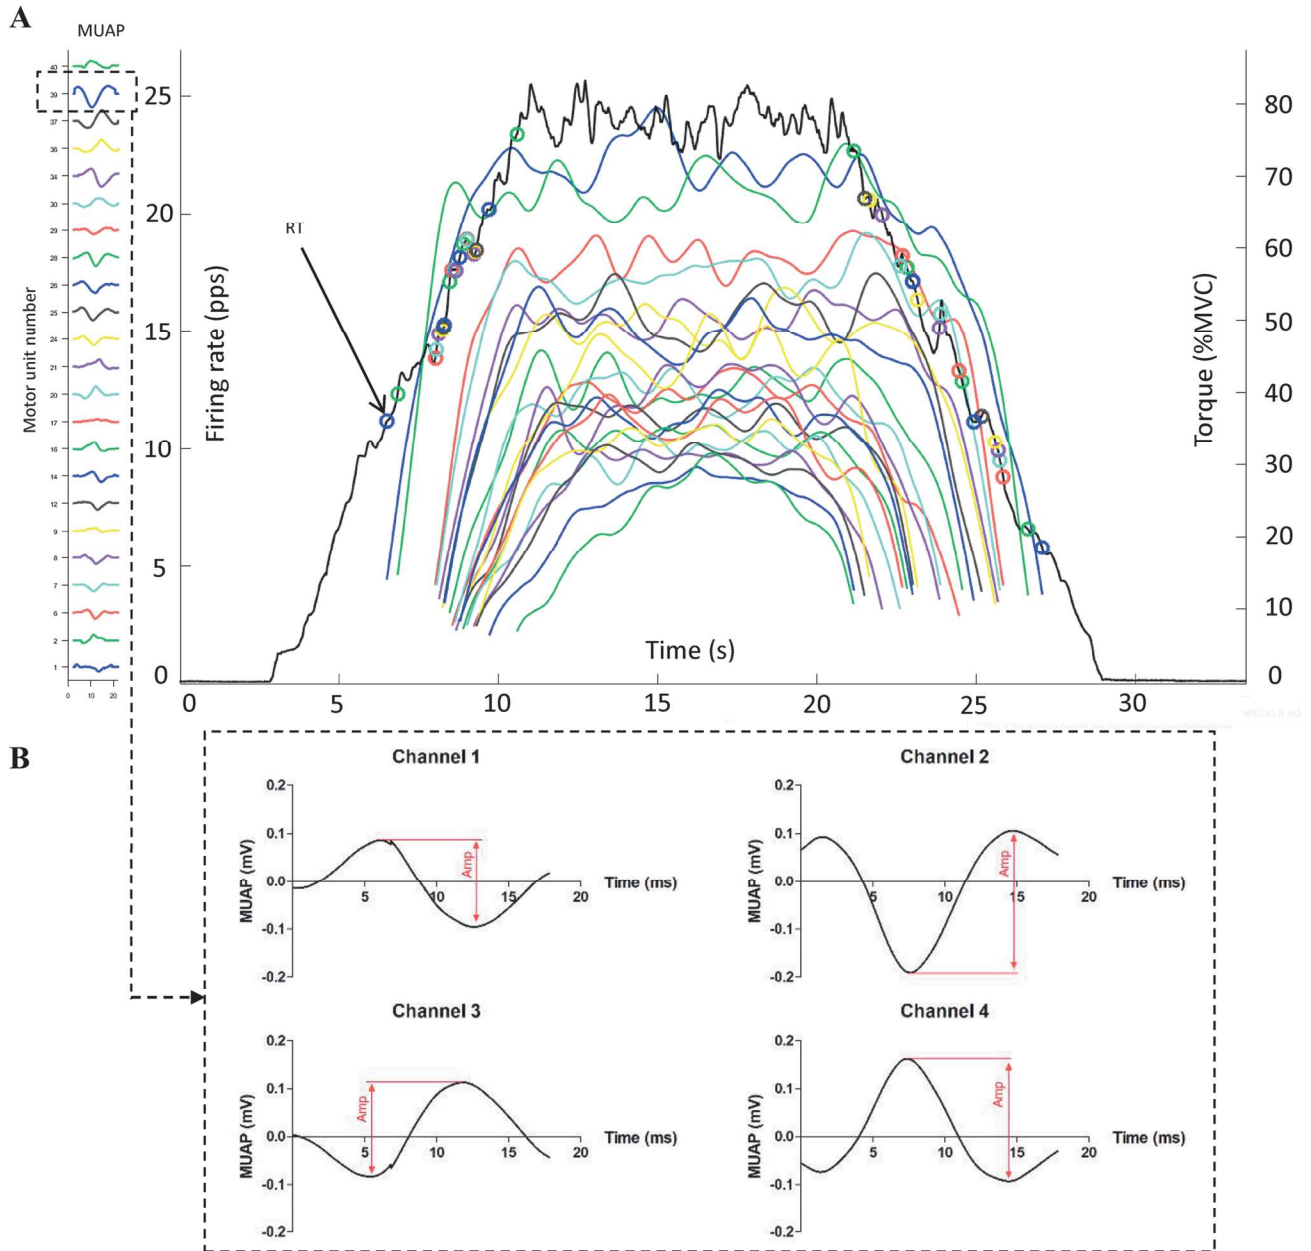 A
MUAP
Motor unit number
40
39
37
36
34
30
29
28
26
25
24
21
20
17
16
14
12
9
8
7
6
2
1
0 10 20
Firing rate (pps)
25
20
15
10
5
0
RT
Torque (%MVC)
80
70
60
50
40
30
20
10
0
Time (s)
0 5 10 15 20 25 30
B
Channel 1
MUAP (mV)
0.2
0.1
0.0
-0.1
-0.2
5 10 15 20
Time (ms)
Amp
Channel 2
MUAP (mV)
0.2
0.1
0.0
-0.1
-0.2
5 10 15 20
Time (ms)
Amp
Channel 3
MUAP (mV)
0.2
0.1
0.0
-0.1
-0.2
5 10 15 20
Time (ms)
Amp
Channel 4
MUAP (mV)
0.2
0.1
0.0
-0.1
-0.2
5 10 15 20
Time (ms)
Amp